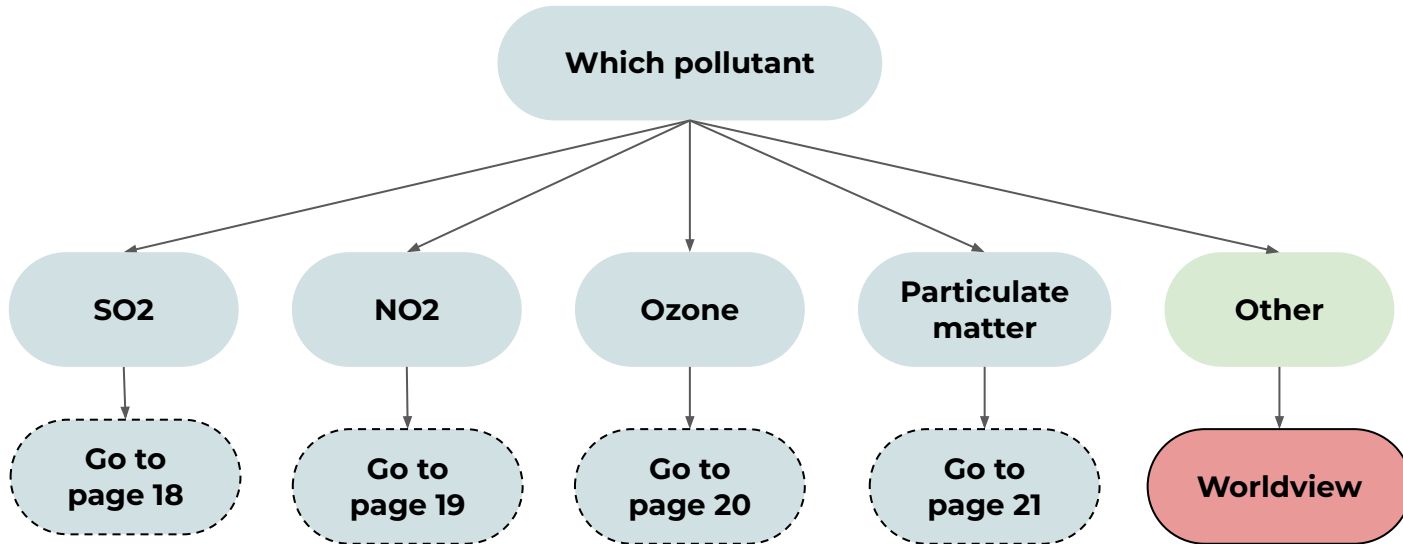 Which pollutant
SO2
NO2
Ozone
Particulate
matter
Other
Go to
page 18
Go to
page 19
Go to
page 20
Go to
page 21
Worldview